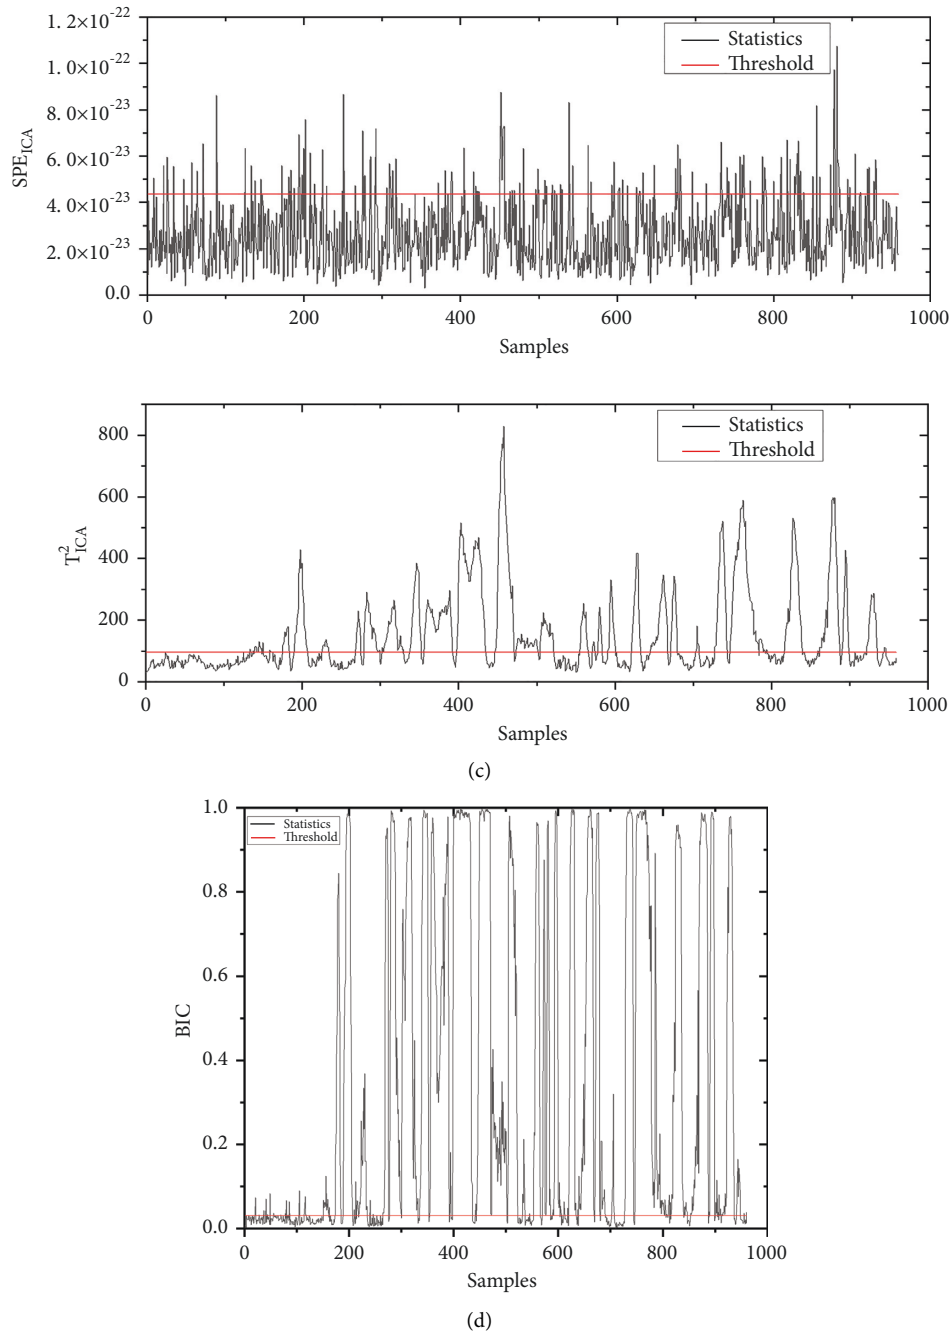 1.2×10⁻²²
1.0×10⁻²²
8.0×10⁻²³
6.0×10⁻²³
4.0×10⁻²³
2.0×10⁻²³
0.0
SPE_ICA
Statistics
Threshold
0 200 400 600 800 1000
Samples
800
600
400
200
0
T²_ICA
Statistics
Threshold
0 200 400 600 800 1000
Samples
(c)
1.0
0.8
0.6
0.4
0.2
0.0
BIC
Statistics
Threshold
0 200 400 600 800 1000
Samples
(d)